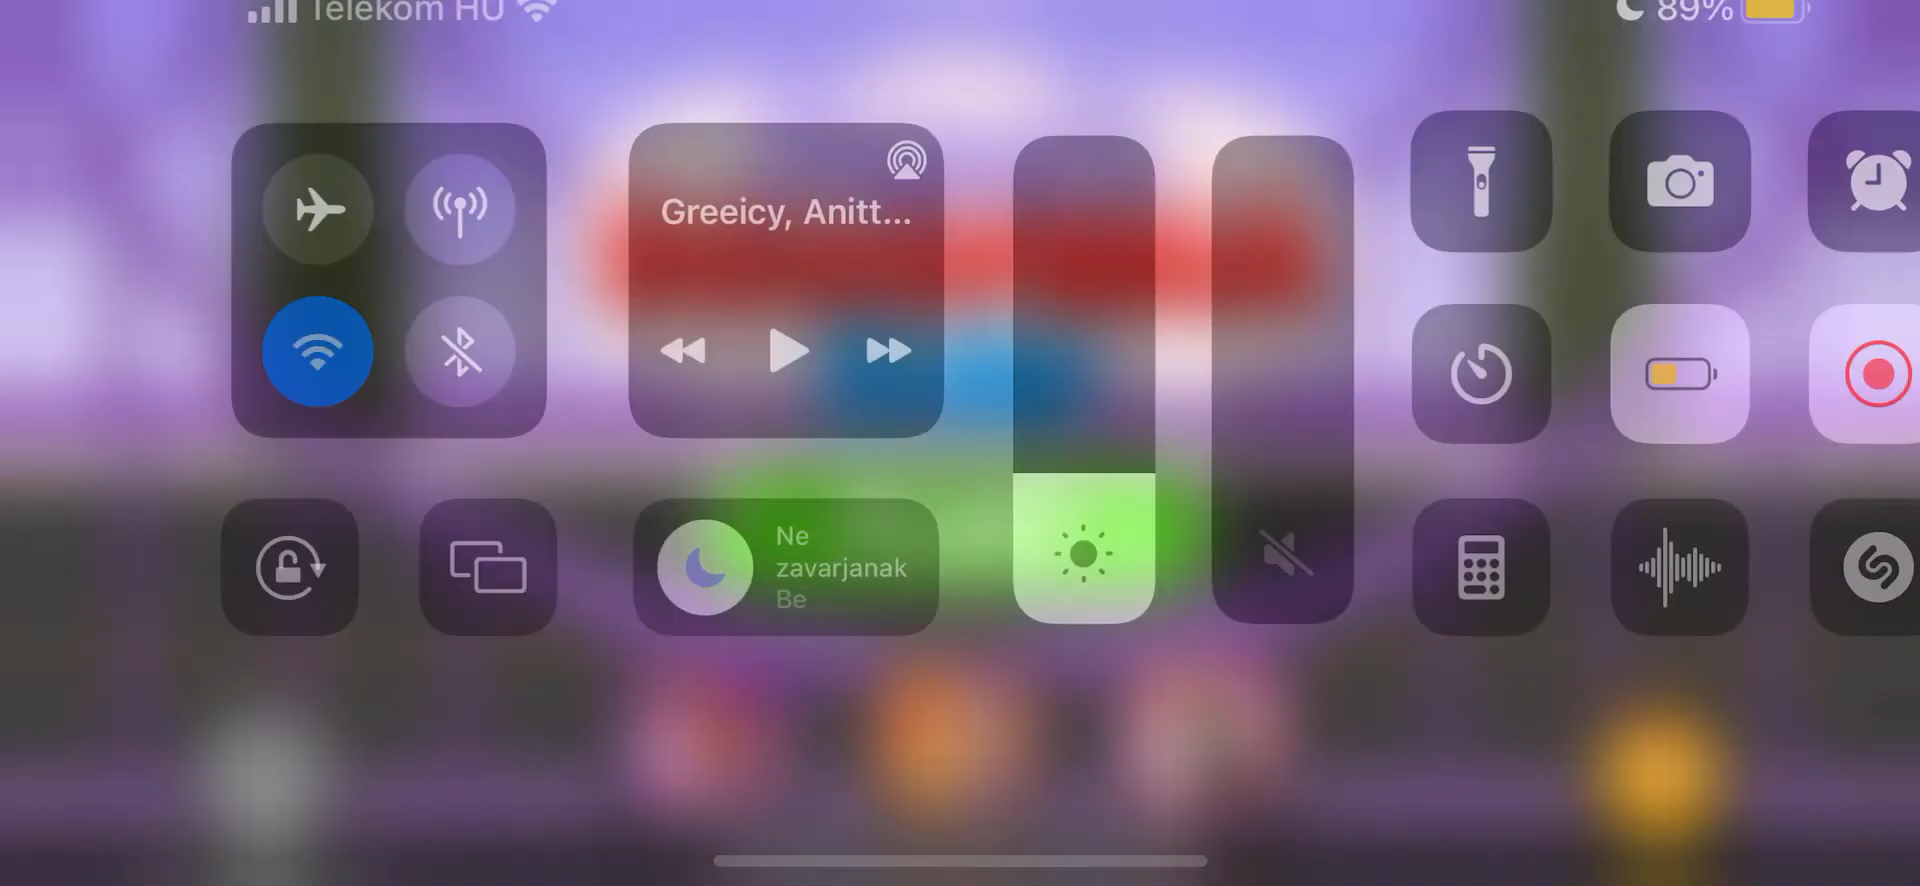 Telekom HU
89%
Greeicy, Anitt...
Ne
zavarjanak
Be